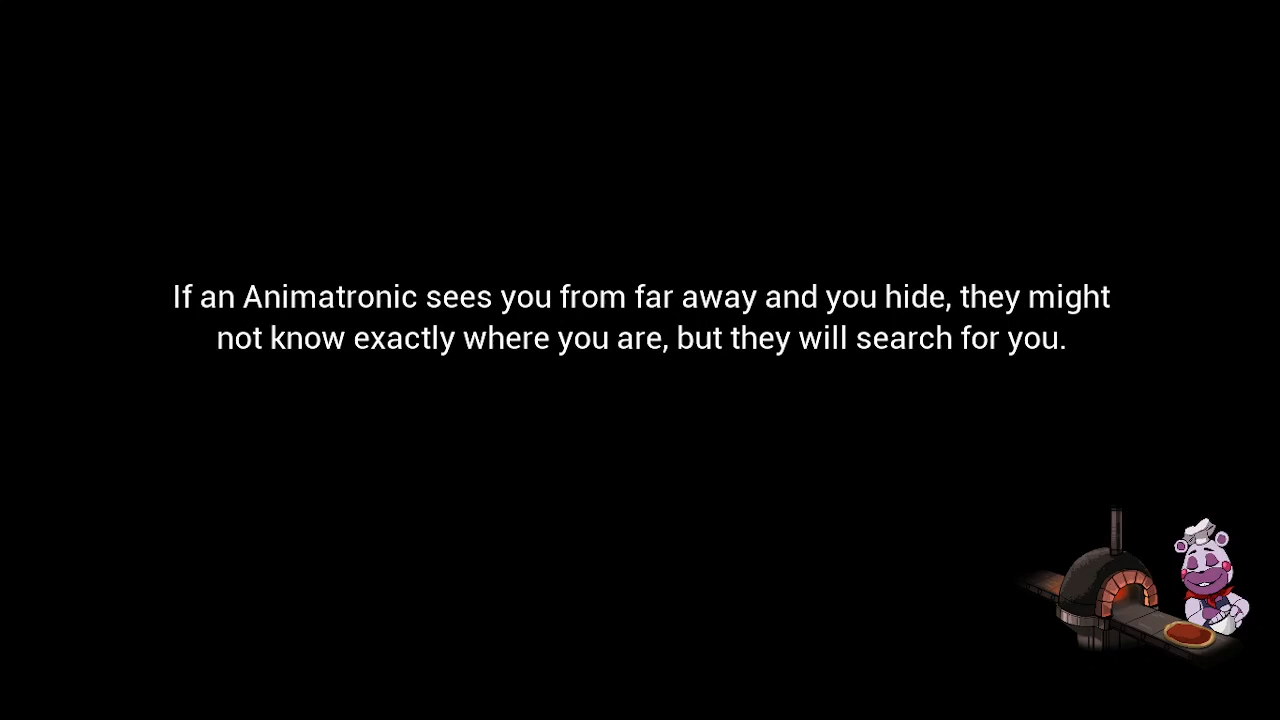 If an Animatronic sees you from far away and you hide, they might
not know exactly where you are, but they will search for you.